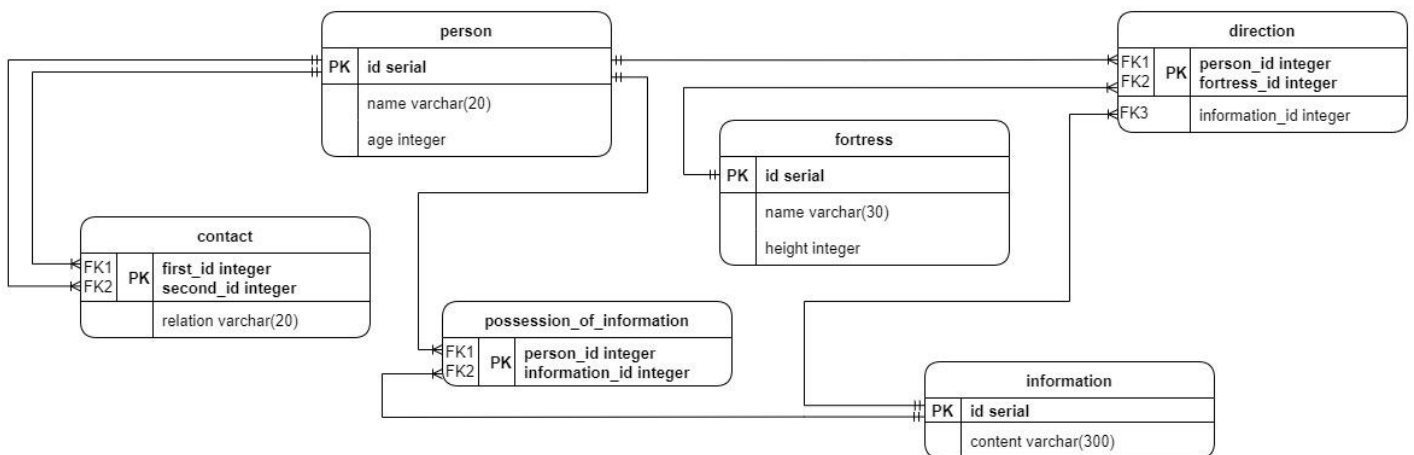 person
PK id serial
name varchar(20)
age integer
direction
FK1 PK person_id integer
FK2 fortress_id integer
FK3 information_id integer
fortress
PK id serial
name varchar(30)
height integer
contact
FK1 PK first_id integer
FK2 second_id integer
relation varchar(20)
possession_of_information
FK1 PK person_id integer
FK2 information_id integer
information
PK id serial
content varchar(300)